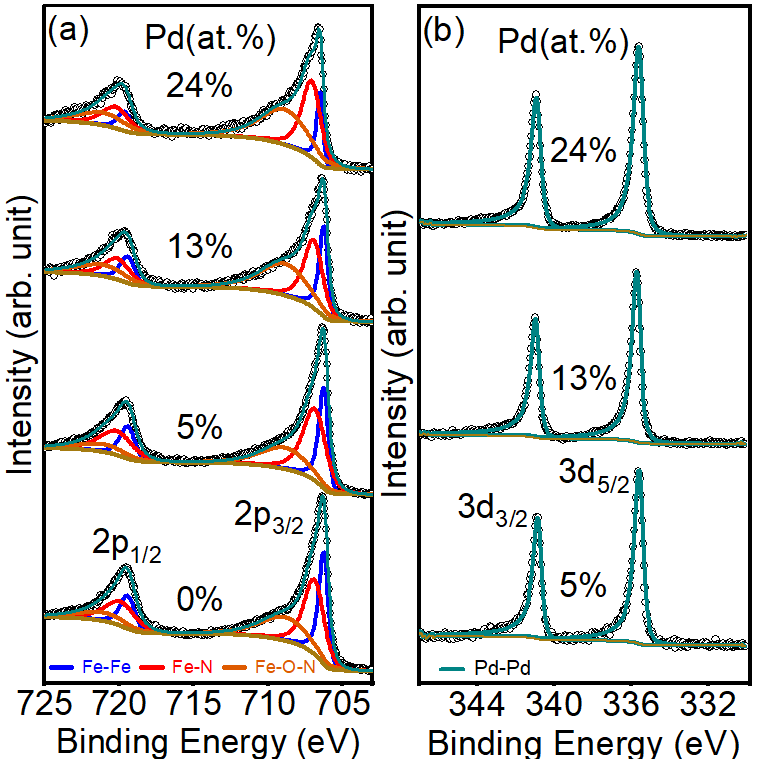 (a)
Pd(at.%)
24%
13%
5%
2p1/2
2p3/2
0%
Fe-Fe
Fe-N
Fe-O-N
725 720 715 710 705
Binding Energy (eV)
Intensity (arb. unit)
(b)
Pd(at.%)
24%
13%
3d3/2
3d5/2
5%
Pd-Pd
344 340 336 332
Binding Energy (eV)
Intensity (arb. unit)